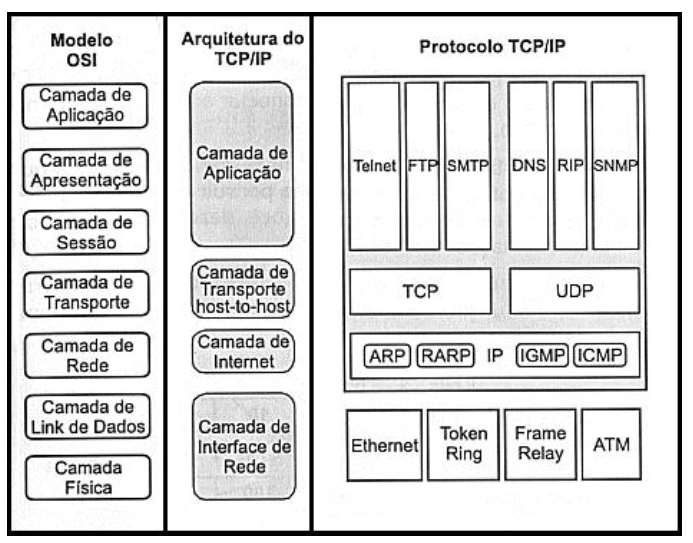 Modelo
OSI
Camada de
Aplicação
Camada de
Apresentação
Camada de
Sessão
Camada de
Transporte
Camada de
Rede
Camada de
Link de Dados
Camada
Física
Arquitetura do
TCP/IP
Camada de
Aplicação
Camada de
Transporte
host-to-host
Camada de
Internet
Camada de
Interface de
Rede
Protocolo TCP/IP
Telnet FTP SMTP DNS RIP SNMP
TCP UDP
ARP RARP IP IGMP ICMP
Ethernet
Token
Ring
Frame
Relay
ATM